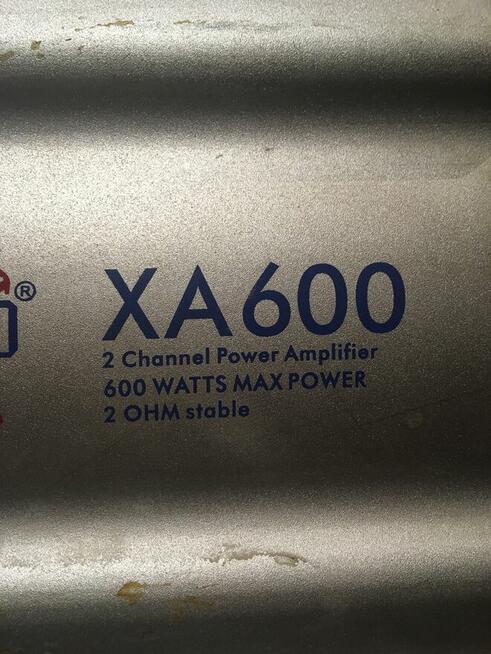 ®
XA600
2 Channel Power Amplifier
600 WATTS MAX POWER
2 OHM stable